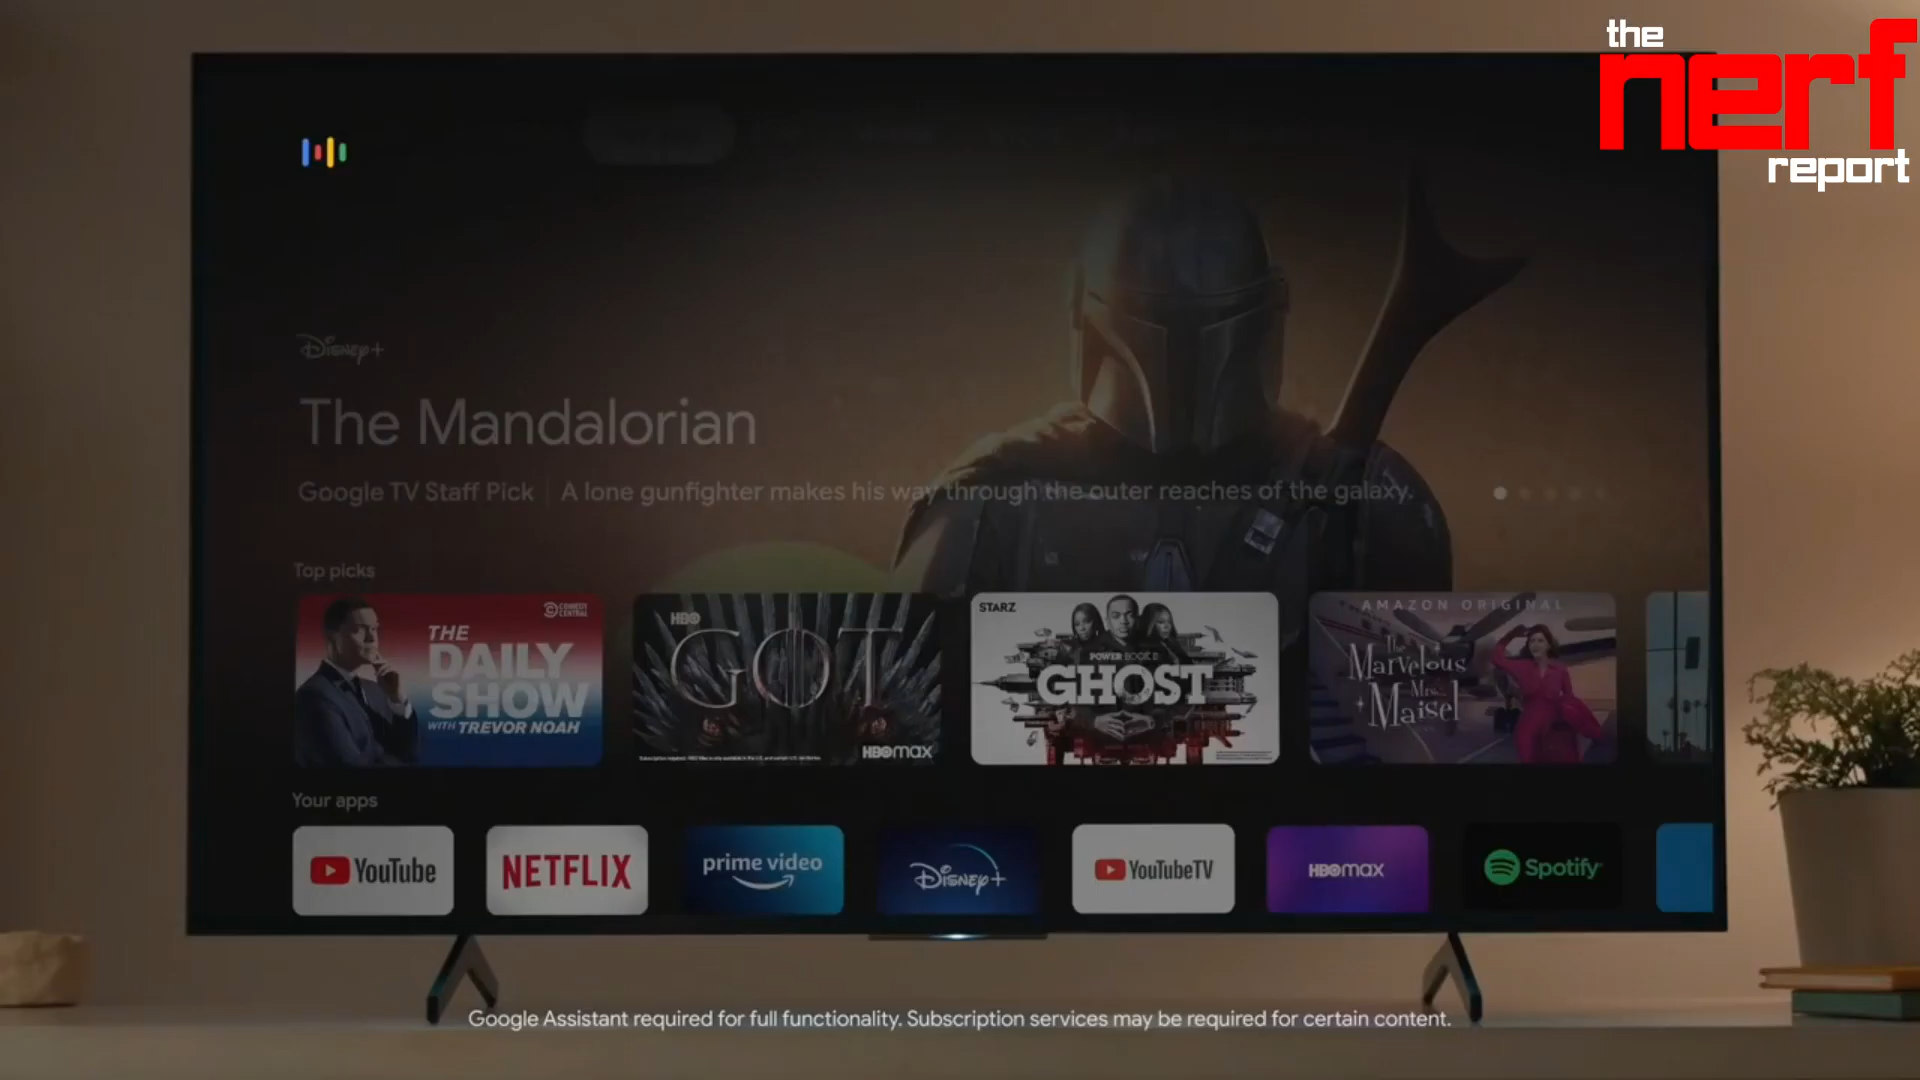 the
nerf
report
Disney+
The Mandalorian
Google TV Staff Pick | A lone gunfighter makes his way through the outer reaches of the galaxy.
Top picks
COMEDY CENTRAL
THE
DAILY
SHOW
WITH TREVOR NOAH
HBO
GOT
HBOmax
STARZ
POWER BOOK II:
GHOST
AMAZON ORIGINAL
The
Marvelous
Mrs.
Maisel
Your apps
YouTube
NETFLIX
prime video
Disney+
YouTubeTV
HBOmax
Spotify
Google Assistant required for full functionality. Subscription services may be required for certain content.